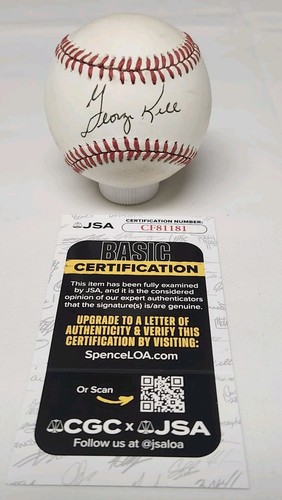 George Kell
JSA
CERTIFICATION NUMBER:
CF81181
BASIC
CERTIFICATION
This item has been fully examined
by JSA, and it is the considered
opinion of our expert authenticators
that the signature(s) is/are genuine.
UPGRADE TO A LETTER OF
AUTHENTICITY & VERIFY THIS
CERTIFICATION BY VISITING:
SpenceLOA.com
Or Scan
CGC x JSA
Follow us at @jsaloa